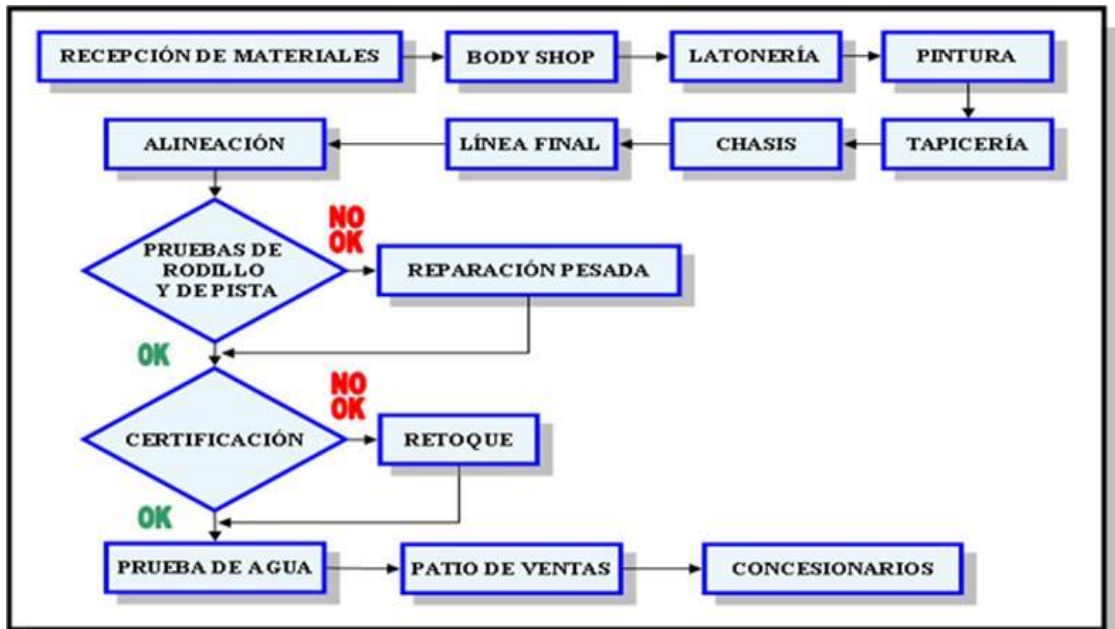 RECEPCIÓN DE MATERIALES
BODY SHOP
LATONERÍA
PINTURA
TAPICERÍA
CHASIS
LÍNEA FINAL
ALINEACIÓN
PRUEBAS DE
RODILLO
Y DE PISTA
NO
OK
REPARACIÓN PESADA
OK
CERTIFICACIÓN
NO
OK
RETOQUE
OK
PRUEBA DE AGUA
PATIO DE VENTAS
CONCESIONARIOS